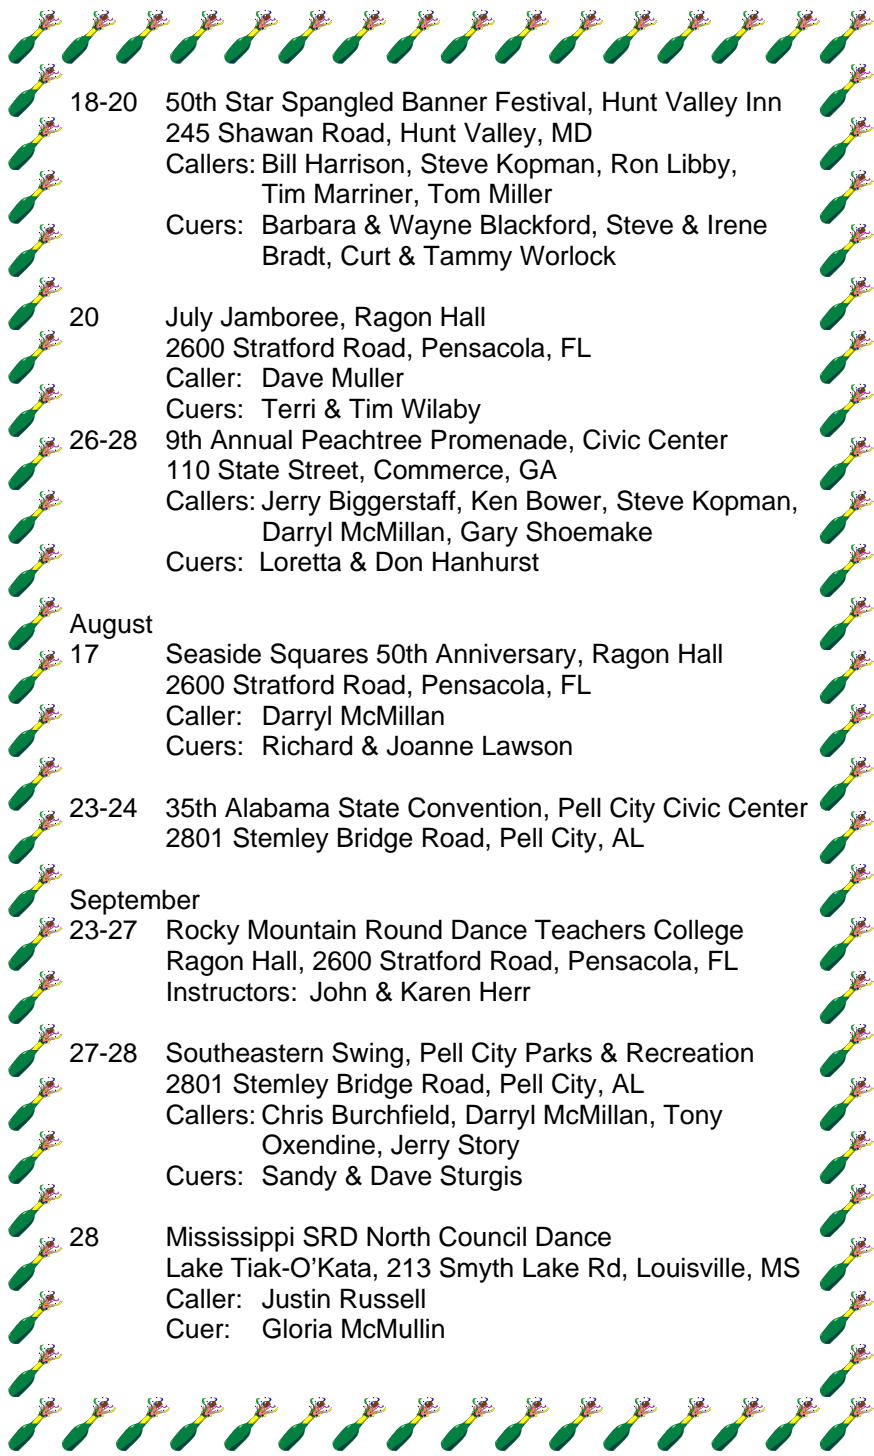 18-20 50th Star Spangled Banner Festival, Hunt Valley Inn
245 Shawan Road, Hunt Valley, MD
Callers: Bill Harrison, Steve Kopman, Ron Libby,
Tim Marriner, Tom Miller
Cuers: Barbara & Wayne Blackford, Steve & Irene
Bradt, Curt & Tammy Worlock
20 July Jamboree, Ragon Hall
2600 Stratford Road, Pensacola, FL
Caller: Dave Muller
Cuers: Terri & Tim Wilaby
26-28 9th Annual Peachtree Promenade, Civic Center
110 State Street, Commerce, GA
Callers: Jerry Biggerstaff, Ken Bower, Steve Kopman,
Darryl McMillan, Gary Shoemake
Cuers: Loretta & Don Hanhurst
August
17 Seaside Squares 50th Anniversary, Ragon Hall
2600 Stratford Road, Pensacola, FL
Caller: Darryl McMillan
Cuers: Richard & Joanne Lawson
23-24 35th Alabama State Convention, Pell City Civic Center
2801 Stemley Bridge Road, Pell City, AL
September
23-27 Rocky Mountain Round Dance Teachers College
Ragon Hall, 2600 Stratford Road, Pensacola, FL
Instructors: John & Karen Herr
27-28 Southeastern Swing, Pell City Parks & Recreation
2801 Stemley Bridge Road, Pell City, AL
Callers: Chris Burchfield, Darryl McMillan, Tony
Oxendine, Jerry Story
Cuers: Sandy & Dave Sturgis
28 Mississippi SRD North Council Dance
Lake Tiak-O'Kata, 213 Smyth Lake Rd, Louisville, MS
Caller: Justin Russell
Cuer: Gloria McMullin